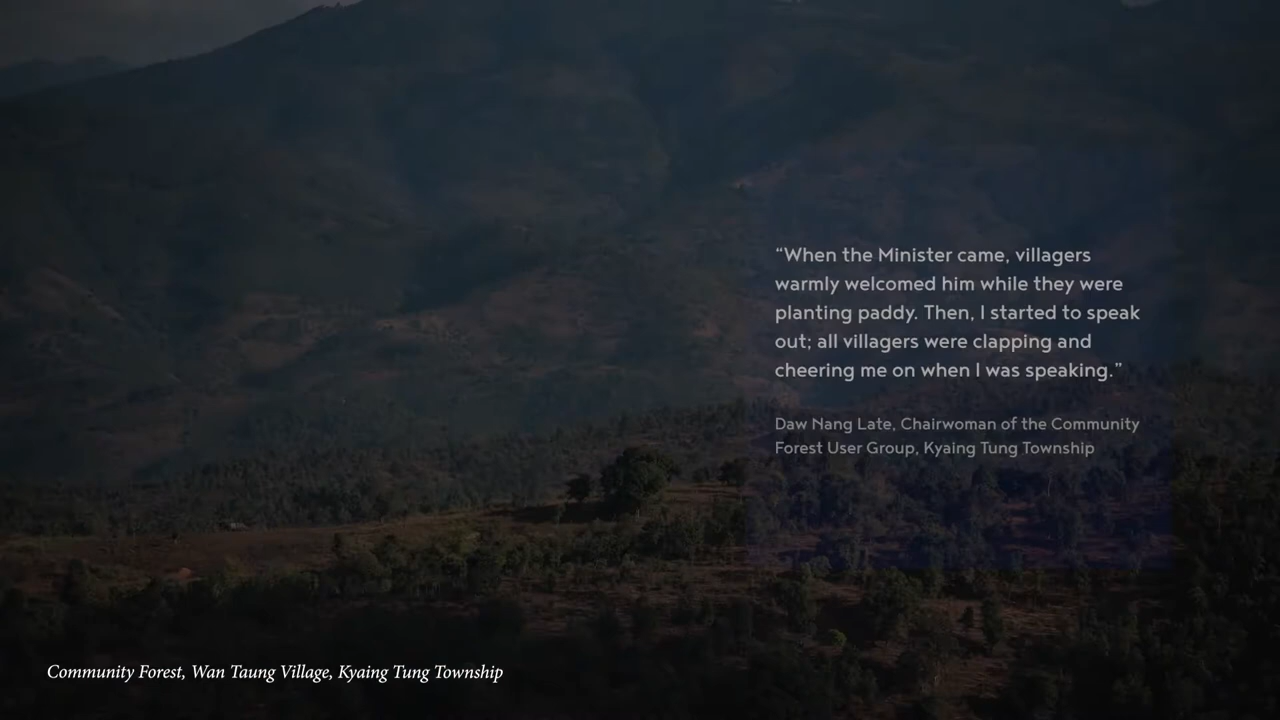 “When the Minister came, villagers
warmly welcomed him while they were
planting paddy. Then, I started to speak
out; all villagers were clapping and
cheering me on when I was speaking.”
Daw Nang Late, Chairwoman of the Community
Forest User Group, Kyaing Tung Township
Community Forest, Wan Taung Village, Kyaing Tung Township